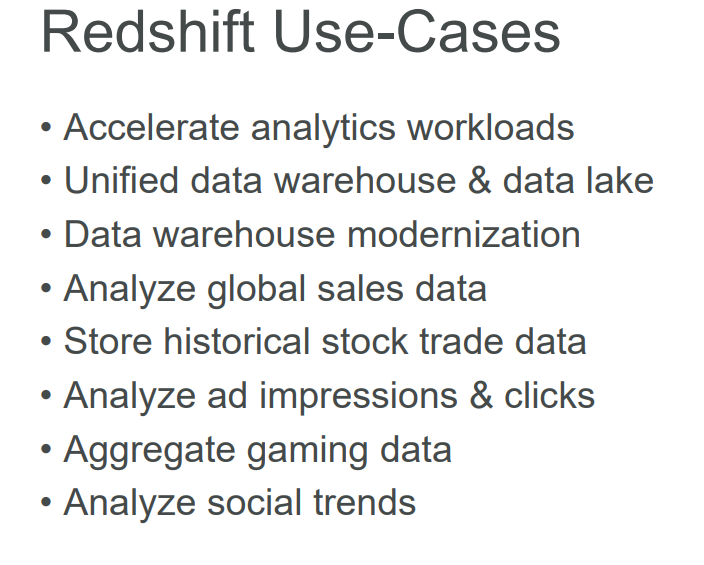 Redshift Use-Cases
• Accelerate analytics workloads
• Unified data warehouse & data lake
• Data warehouse modernization
• Analyze global sales data
• Store historical stock trade data
• Analyze ad impressions & clicks
• Aggregate gaming data
• Analyze social trends